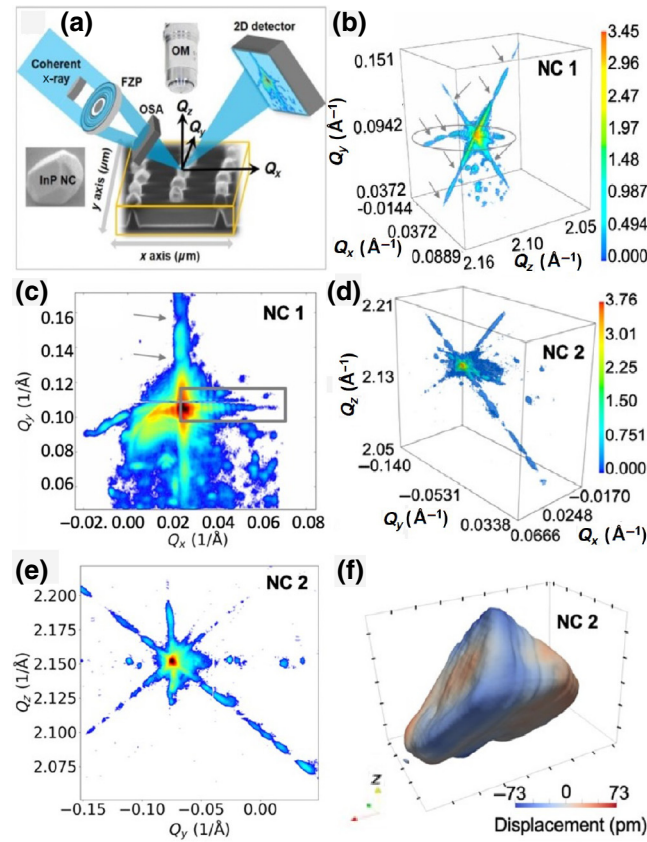 (a)
OM
2D detector
Coherent
x-ray
FZP
OSA
Qz
Qy
Qx
InP NC
y axis (μm)
x axis (μm)
(b)
NC 1
0.151
0.0942
0.0372
Qy (Å⁻¹)
-0.0144
0.0372
0.0889
Qx (Å⁻¹)
2.16
2.10
2.05
Qz (Å⁻¹)
3.45
2.96
2.47
1.97
1.48
0.987
0.494
0.000
(c)
NC 1
0.16
0.14
0.12
0.10
0.08
0.06
Qy (1/Å)
-0.02 0.00 0.02 0.04 0.06 0.08
Qx (1/Å)
(d)
NC 2
2.21
2.13
2.05
Qz (Å⁻¹)
−0.140
−0.0531
0.0338
Qy (Å⁻¹)
0.0666
0.0248
−0.0170
Qx (Å⁻¹)
3.76
3.01
2.25
1.50
0.751
0.000
(e)
NC 2
2.200
2.175
2.150
2.125
2.100
2.075
Qz (1/Å)
−0.15 −0.10 −0.05 0.00
Qy (1/Å)
(f)
NC 2
z
−73 0 73
Displacement (pm)